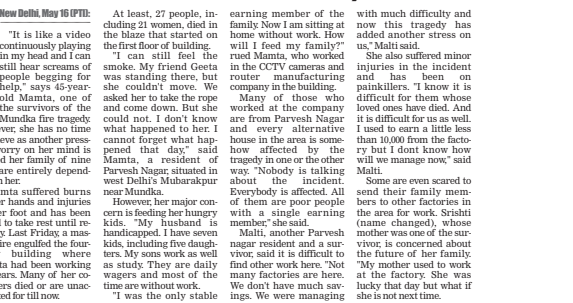 New Delhi, May 16 (PTI):
"It is like a video
continuously playing
in my head and I can
still hear screams of
people begging for
help," says 45-year-
old Mamta, one of
the survivors of the
Mundka fire tragedy.
ever, she has no time
eve as another press-
worry on her mind is
ed her family of nine
are entirely depend-
n her.
amta suffered burns
er hands and injuries
er foot and has been
d to take rest until re-
y. Last Friday, a mas-
fire engulfed the four-
building where
ta had been working
ears. Many of her co-
ers died or are unac-
ted for till now.
At least, 27 people, in-
cluding 21 women, died in
the blaze that started on
the first floor of building.
"I can still feel the
smoke. My friend Geeta
was standing there, but
she couldn't move. We
asked her to take the rope
and come down. But she
could not. I don't know
what happened to her. I
cannot forget what hap-
pened that day," said
Mamta, a resident of
Parvesh Nagar, situated in
west Delhi's Mubarakpur
near Mundka.
However, her major con-
cern is feeding her hungry
kids. "My husband is
handicapped. I have seven
kids, including five daugh-
ters. My sons work as well
as study. They are daily
wagers and most of the
time are without work.
"I was the only stable
earning member of the
family. Now I am sitting at
home without work. How
will I feed my family?"
rued Mamta, who worked
in the CCTV cameras and
router manufacturing
company in the building.
Many of those who
worked at the company
are from Parvesh Nagar
and every alternative
house in the area is some-
how affected by the
tragedy in one or the other
way. "Nobody is talking
about the incident.
Everybody is affected. All
of them are poor people
with a single earning
member," she said.
Malti, another Parvesh
nagar resident and a sur-
vivor, said it is difficult to
find other work here. "Not
many factories are here.
We don't have much sav-
ings. We were managing
with much difficulty and
now this tragedy has
added another stress on
us," Malti said.
She also suffered minor
injuries in the incident
and has been on
painkillers. "I know it is
difficult for them whose
loved ones have died. And
it is difficult for us as well.
I used to earn a little less
than 10,000 from the facto-
ry but I dont know how
will we manage now," said
Malti.
Some are even scared to
send their family mem-
bers to other factories in
the area for work. Srishti
(name changed), whose
mother was one of the sur-
vivor, is concerned about
the future of her family.
"My mother used to work
at the factory. She was
lucky that day but what if
she is not next time.